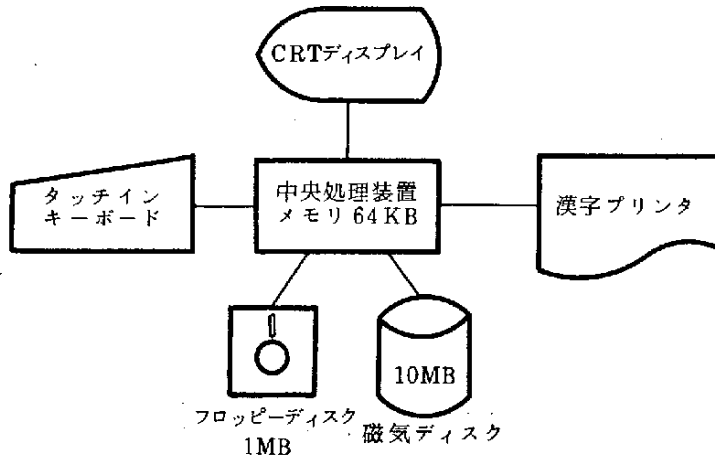 CRTディスプレイ
タッチイン
キーボード
中央処理装置
メモリ 64KB
漢字プリンタ
フロッピーディスク
1MB
10MB
磁気ディスク